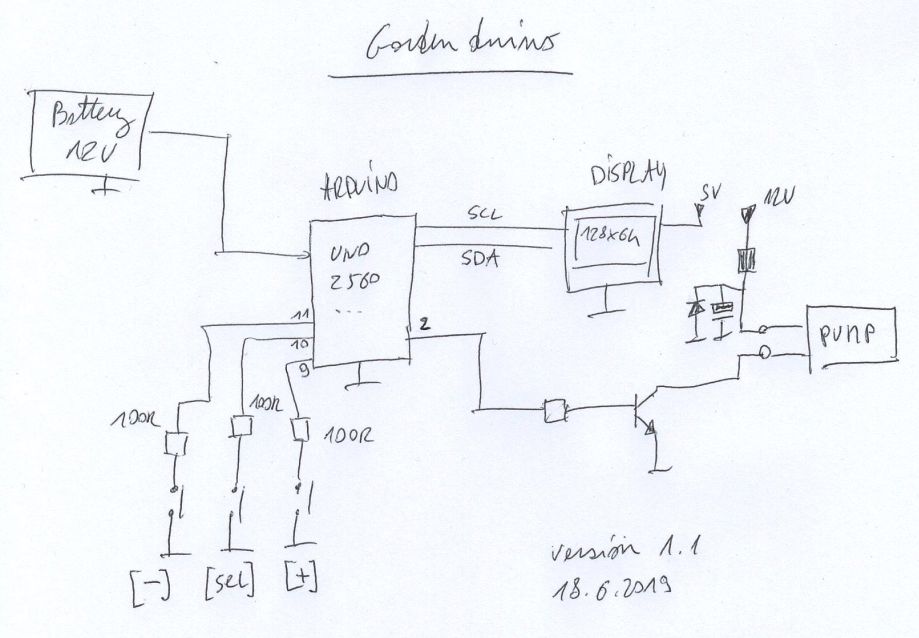 Gardenduino
Battery
12V
ARDUINO
UNO
2560
...
11
10
9
2
SCL
SDA
DISPLAY
128x64
5V
12V
PUMP
100R
100R
100R
[-]
[sel]
[+]
versión 1.1
18.6.2019